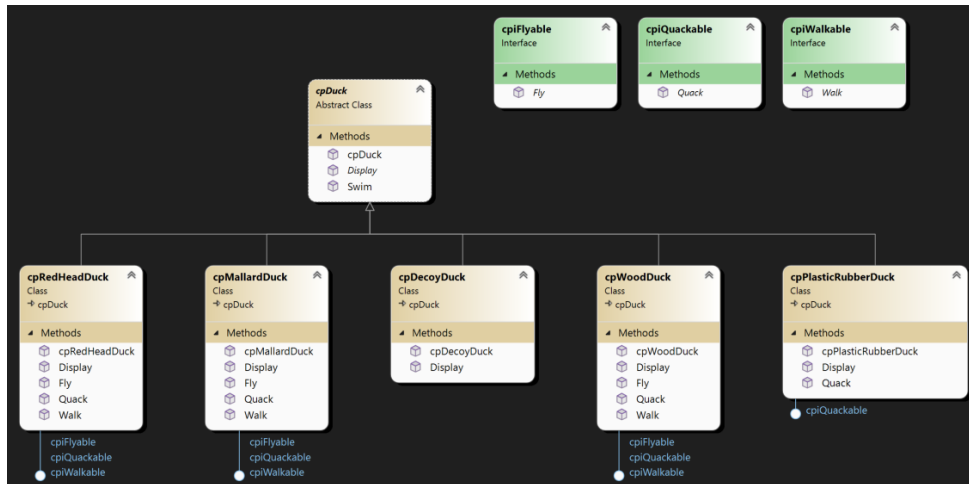 cpiFlyable
Interface
Methods
Fly
cpiQuackable
Interface
Methods
Quack
cpiWalkable
Interface
Methods
Walk
cpDuck
Abstract Class
Methods
cpDuck
Display
Swim
cpRedHeadDuck
Class
cpDuck
Methods
cpRedHeadDuck
Display
Fly
Quack
Walk
cpiFlyable
cpiQuackable
cpiWalkable
cpMallardDuck
Class
cpDuck
Methods
cpMallardDuck
Display
Fly
Quack
Walk
cpiFlyable
cpiQuackable
cpiWalkable
cpDecoyDuck
Class
cpDuck
Methods
cpDecoyDuck
Display
cpWoodDuck
Class
cpDuck
Methods
cpWoodDuck
Display
Fly
Quack
Walk
cpiFlyable
cpiQuackable
cpiWalkable
cpPlasticRubberDuck
Class
cpDuck
Methods
cpPlasticRubberDuck
Display
Quack
cpiQuackable